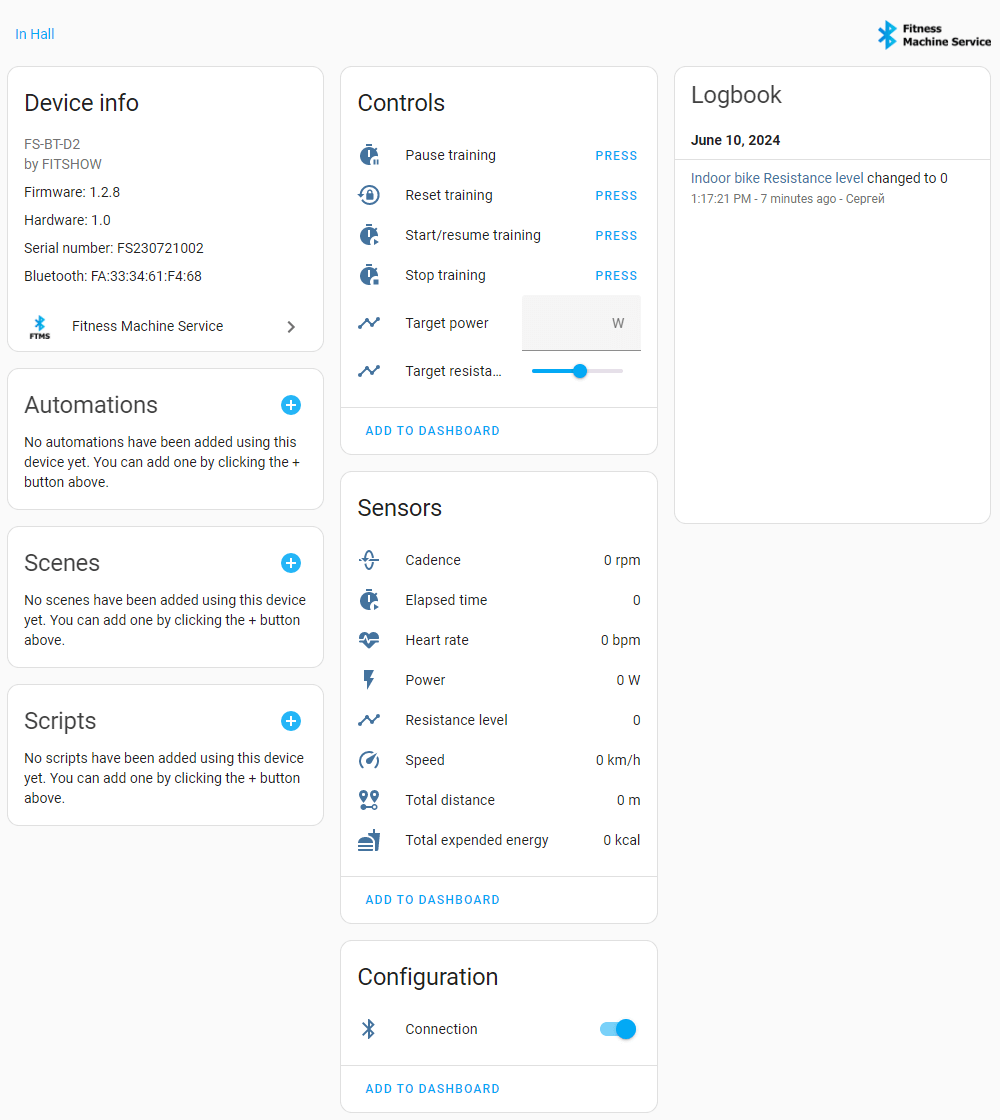 In Hall
Fitness
Machine Service
Device info
FS-BT-D2
by FITSHOW
Firmware: 1.2.8
Hardware: 1.0
Serial number: FS230721002
Bluetooth: FA:33:34:61:F4:68
FTMS
Fitness Machine Service
Automations
No automations have been added using this
device yet. You can add one by clicking the +
button above.
Scenes
No scenes have been added using this device
yet. You can add one by clicking the + button
above.
Scripts
No scripts have been added using this device
yet. You can add one by clicking the + button
above.
Controls
Pause training PRESS
Reset training PRESS
Start/resume training PRESS
Stop training PRESS
Target power W
Target resista...
ADD TO DASHBOARD
Sensors
Cadence 0 rpm
Elapsed time 0
Heart rate 0 bpm
Power 0 W
Resistance level 0
Speed 0 km/h
Total distance 0 m
Total expended energy 0 kcal
ADD TO DASHBOARD
Configuration
Connection
ADD TO DASHBOARD
Logbook
June 10, 2024
Indoor bike Resistance level changed to 0
1:17:21 PM - 7 minutes ago - Сергей